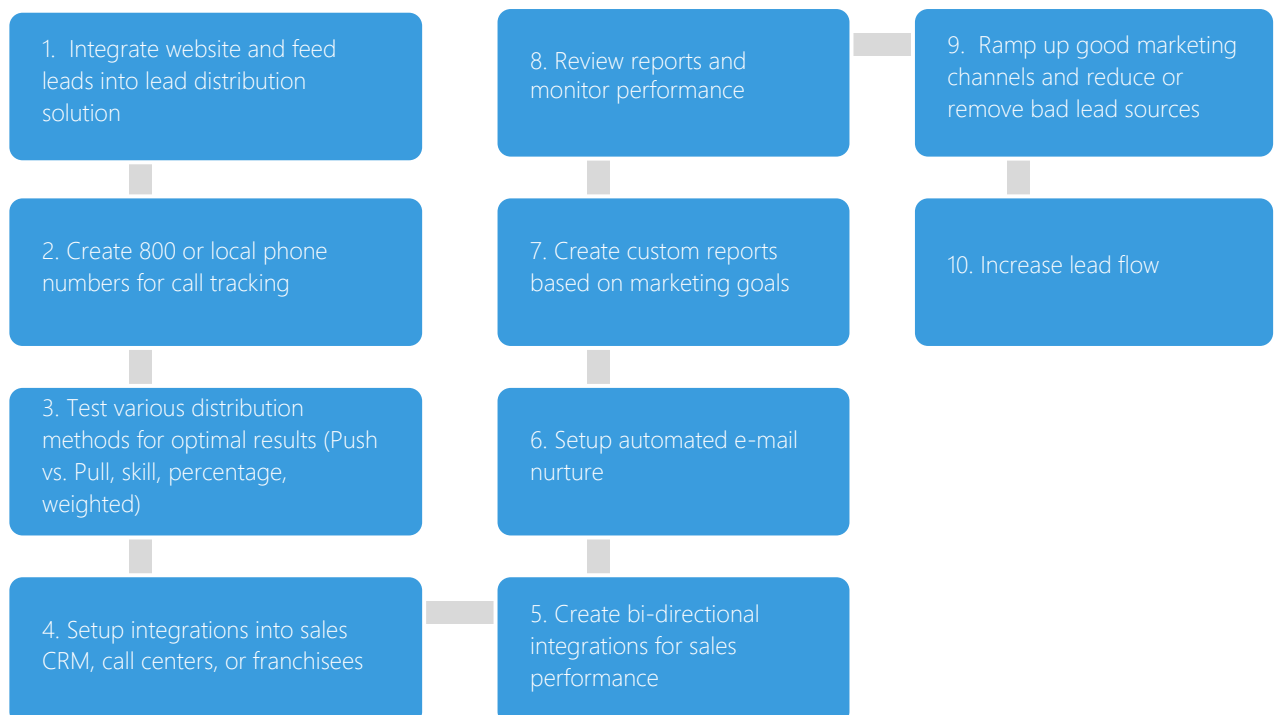 1. Integrate website and feed
leads into lead distribution
solution
2. Create 800 or local phone
numbers for call tracking
3. Test various distribution
methods for optimal results (Push
vs. Pull, skill, percentage,
weighted)
4. Setup integrations into sales
CRM, call centers, or franchisees
5. Create bi-directional
integrations for sales
performance
6. Setup automated e-mail
nurture
7. Create custom reports
based on marketing goals
8. Review reports and
monitor performance
9. Ramp up good marketing
channels and reduce or
remove bad lead sources
10. Increase lead flow